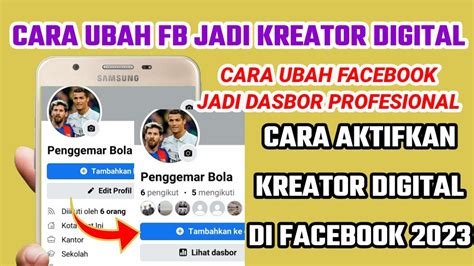 CARA UBAH FB JADI KREATOR DIGITAL
CARA UBAH FACEBOOK
JADI DASBOR PROFESIONAL
CARA AKTIFKAN
KREATOR DIGITAL
DI FACEBOOK 2023
SAMSUNG
Penggemar Bola
Tambahkan
Edit Profil
Diikuti oleh 6 orang
Kota
Kantor
Sekolah
Penggemar Bola
6 pengikut • 5 mengikuti
Tambahkan ke
Lihat dasbor